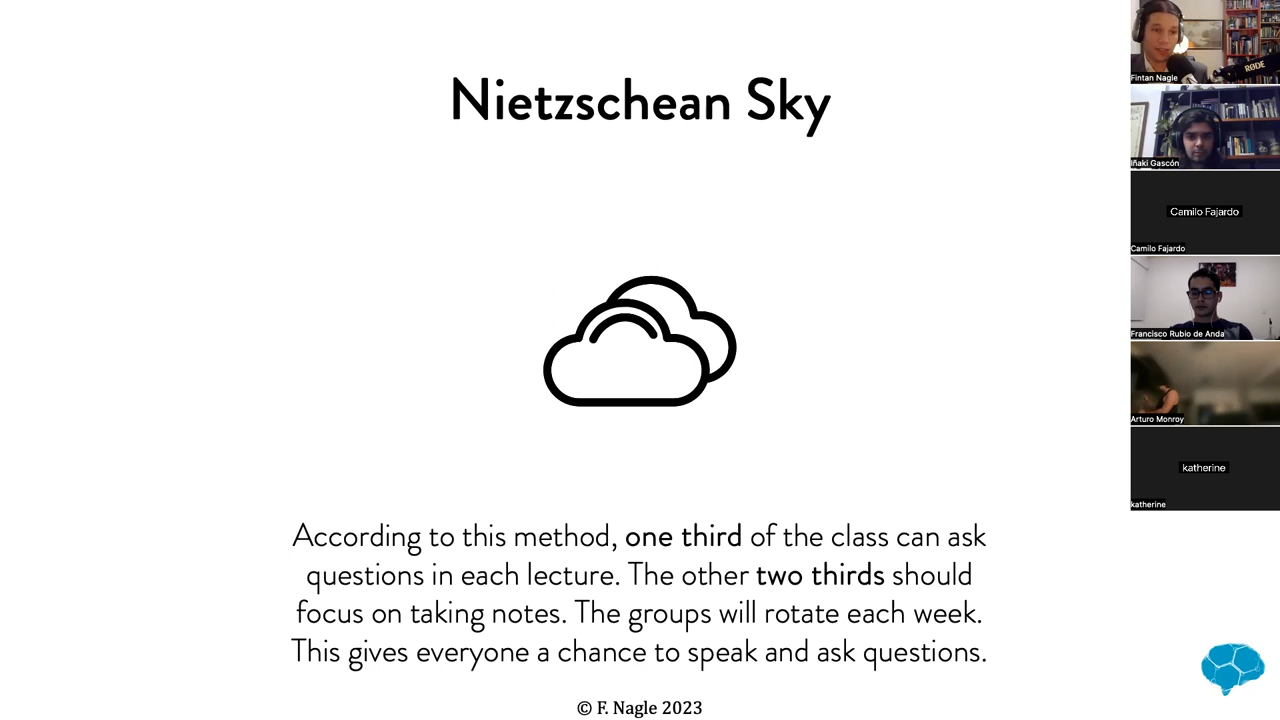 Nietzschean Sky
According to this method, one third of the class can ask
questions in each lecture. The other two thirds should
focus on taking notes. The groups will rotate each week.
This gives everyone a chance to speak and ask questions.
© F. Nagle 2023
RØDE
Fintan Nagle
Iñaki Gascón
Camilo Fajardo
Camilo Fajardo
Francisco Rubio de Anda
Arturo Monroy
katherine
katherine